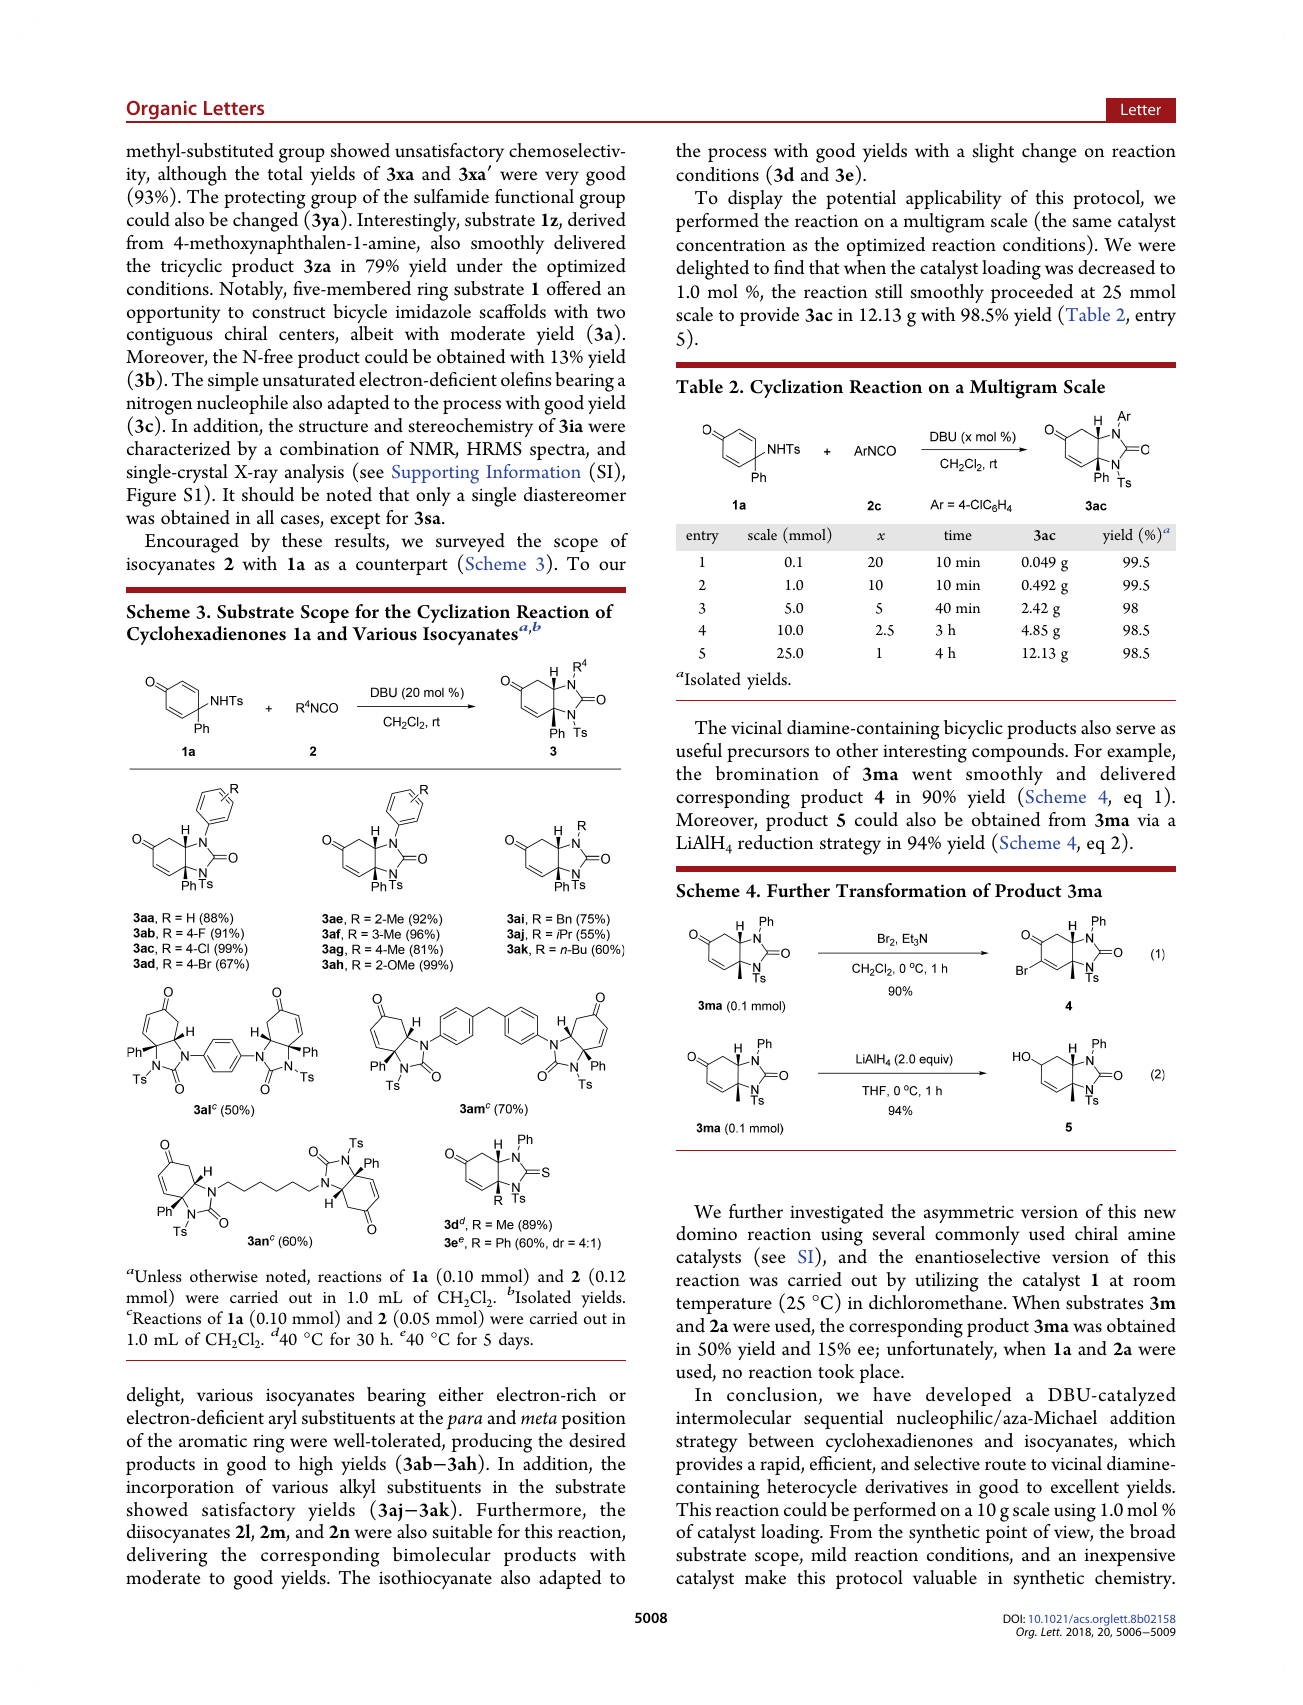 Organic Letters
Letter
methyl-substituted group showed unsatisfactory chemoselectiv-
ity, although the total yields of 3xa and 3xa′ were very good
(93%). The protecting group of the sulfamide functional group
could also be changed (3ya). Interestingly, substrate 1z, derived
from 4-methoxynaphthalen-1-amine, also smoothly delivered
the tricyclic product 3za in 79% yield under the optimized
conditions. Notably, five-membered ring substrate 1 offered an
opportunity to construct bicycle imidazole scaffolds with two
contiguous chiral centers, albeit with moderate yield (3a).
Moreover, the N-free product could be obtained with 13% yield
(3b). The simple unsaturated electron-deficient olefins bearing a
nitrogen nucleophile also adapted to the process with good yield
(3c). In addition, the structure and stereochemistry of 3ia were
characterized by a combination of NMR, HRMS spectra, and
single-crystal X-ray analysis (see Supporting Information (SI),
Figure S1). It should be noted that only a single diastereomer
was obtained in all cases, except for 3sa.
Encouraged by these results, we surveyed the scope of
isocyanates 2 with 1a as a counterpart (Scheme 3). To our
Scheme 3. Substrate Scope for the Cyclization Reaction of
Cyclohexadienones 1a and Various Isocyanates^a,b
O NHTs Ph + R⁴NCO DBU (20 mol %) CH₂Cl₂, rt O H R⁴ N O N Ph Ts
1a 2 3
R O H N O N Ph Ts
R O H N O N Ph Ts
O H R N O N Ph Ts
3aa, R = H (88%)
3ab, R = 4-F (91%)
3ac, R = 4-Cl (99%)
3ad, R = 4-Br (67%)
3ae, R = 2-Me (92%)
3af, R = 3-Me (96%)
3ag, R = 4-Me (81%)
3ah, R = 2-OMe (99%)
3ai, R = Bn (75%)
3aj, R = iPr (55%)
3ak, R = n-Bu (60%)
O H Ph N N Ts O O H Ph N N O Ts
3al^c (50%)
O H Ph N N Ts O O H N N Ph O Ts
3am^c (70%)
O H Ph N N Ts O O Ts N Ph N H O
3an^c (60%)
O H Ph N S N R Ts
3d^d, R = Me (89%)
3e^e, R = Ph (60%, dr = 4:1)
^aUnless otherwise noted, reactions of 1a (0.10 mmol) and 2 (0.12
mmol) were carried out in 1.0 mL of CH₂Cl₂. ^bIsolated yields.
^cReactions of 1a (0.10 mmol) and 2 (0.05 mmol) were carried out in
1.0 mL of CH₂Cl₂. ^d40 °C for 30 h. ^e40 °C for 5 days.
delight, various isocyanates bearing either electron-rich or
electron-deficient aryl substituents at the para and meta position
of the aromatic ring were well-tolerated, producing the desired
products in good to high yields (3ab−3ah). In addition, the
incorporation of various alkyl substituents in the substrate
showed satisfactory yields (3aj−3ak). Furthermore, the
diisocyanates 2l, 2m, and 2n were also suitable for this reaction,
delivering the corresponding bimolecular products with
moderate to good yields. The isothiocyanate also adapted to
the process with good yields with a slight change on reaction
conditions (3d and 3e).
To display the potential applicability of this protocol, we
performed the reaction on a multigram scale (the same catalyst
concentration as the optimized reaction conditions). We were
delighted to find that when the catalyst loading was decreased to
1.0 mol %, the reaction still smoothly proceeded at 25 mmol
scale to provide 3ac in 12.13 g with 98.5% yield (Table 2, entry
5).
Table 2. Cyclization Reaction on a Multigram Scale
O NHTs Ph + ArNCO DBU (x mol %) CH₂Cl₂, rt O H Ar N O N Ph Ts
1a 2c Ar = 4-ClC₆H₄ 3ac
entry scale (mmol) x time 3ac yield (%)^a
1 0.1 20 10 min 0.049 g 99.5
2 1.0 10 10 min 0.492 g 99.5
3 5.0 5 40 min 2.42 g 98
4 10.0 2.5 3 h 4.85 g 98.5
5 25.0 1 4 h 12.13 g 98.5
^aIsolated yields.
The vicinal diamine-containing bicyclic products also serve as
useful precursors to other interesting compounds. For example,
the bromination of 3ma went smoothly and delivered
corresponding product 4 in 90% yield (Scheme 4, eq 1).
Moreover, product 5 could also be obtained from 3ma via a
LiAlH₄ reduction strategy in 94% yield (Scheme 4, eq 2).
Scheme 4. Further Transformation of Product 3ma
O H Ph N O N Ts Br₂, Et₃N CH₂Cl₂, 0 °C, 1 h 90% O Br H Ph N O N Ts (1)
3ma (0.1 mmol) 4
O H Ph N O N Ts LiAlH₄ (2.0 equiv) THF, 0 °C, 1 h 94% HO H Ph N O N Ts (2)
3ma (0.1 mmol) 5
We further investigated the asymmetric version of this new
domino reaction using several commonly used chiral amine
catalysts (see SI), and the enantioselective version of this
reaction was carried out by utilizing the catalyst 1 at room
temperature (25 °C) in dichloromethane. When substrates 3m
and 2a were used, the corresponding product 3ma was obtained
in 50% yield and 15% ee; unfortunately, when 1a and 2a were
used, no reaction took place.
In conclusion, we have developed a DBU-catalyzed
intermolecular sequential nucleophilic/aza-Michael addition
strategy between cyclohexadienones and isocyanates, which
provides a rapid, efficient, and selective route to vicinal diamine-
containing heterocycle derivatives in good to excellent yields.
This reaction could be performed on a 10 g scale using 1.0 mol %
of catalyst loading. From the synthetic point of view, the broad
substrate scope, mild reaction conditions, and an inexpensive
catalyst make this protocol valuable in synthetic chemistry.
5008
DOI: 10.1021/acs.orglett.8b02158
Org. Lett. 2018, 20, 5006−5009